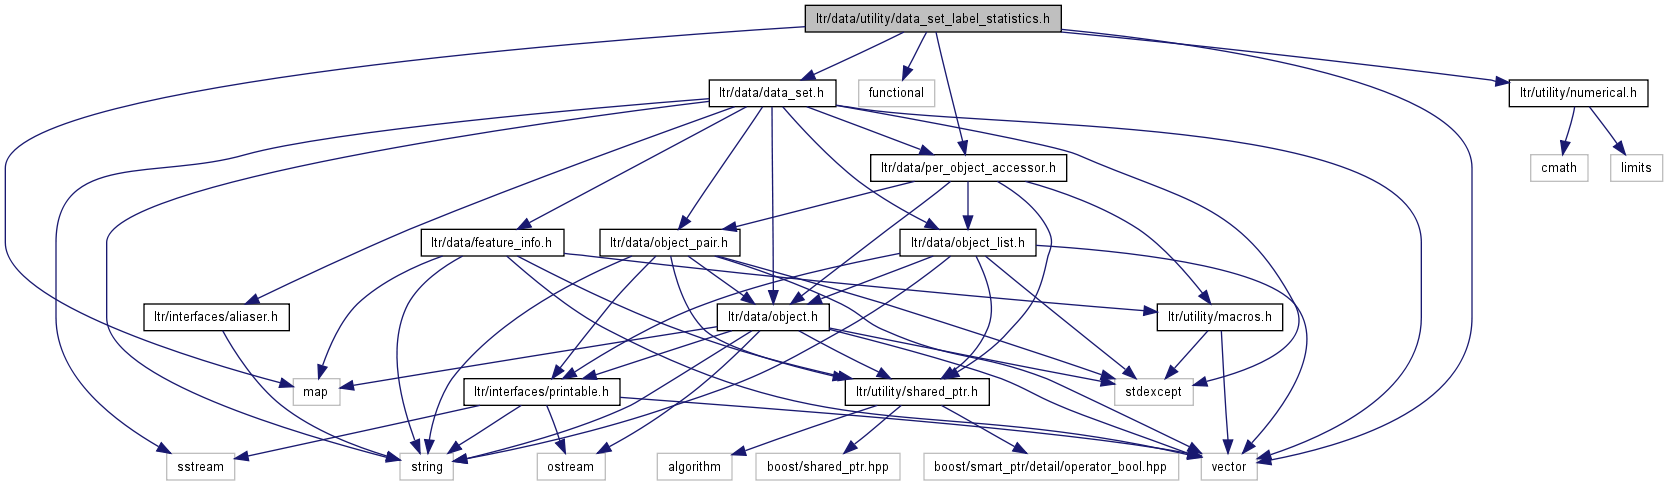 ltr/data/utility/data_set_label_statistics.h
ltr/data/data_set.h
functional
ltr/utility/numerical.h
ltr/data/per_object_accessor.h
cmath
limits
ltr/data/feature_info.h
ltr/data/object_pair.h
ltr/data/object_list.h
ltr/interfaces/aliaser.h
ltr/data/object.h
ltr/utility/macros.h
map
ltr/interfaces/printable.h
ltr/utility/shared_ptr.h
stdexcept
sstream
string
ostream
algorithm
boost/shared_ptr.hpp
boost/smart_ptr/detail/operator_bool.hpp
vector